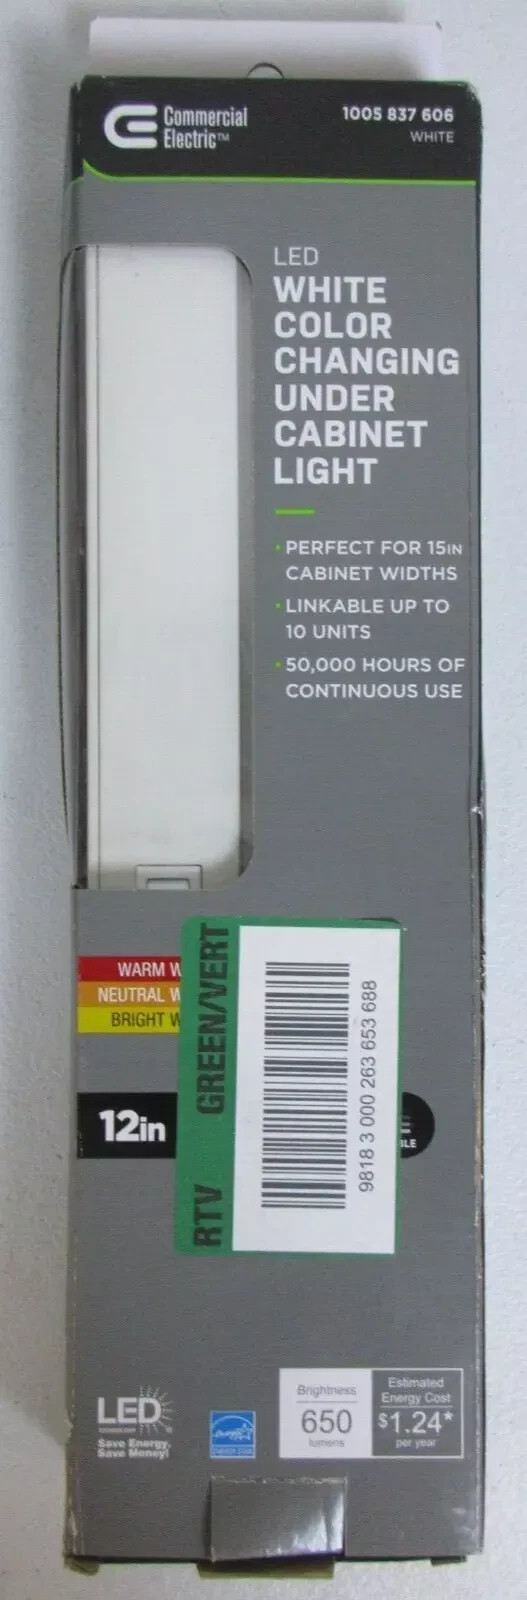 Commercial
Electric™
1005 837 606
WHITE
LED
WHITE
COLOR
CHANGING
UNDER
CABINET
LIGHT
• PERFECT FOR 15IN
CABINET WIDTHS
• LINKABLE UP TO
10 UNITS
• 50,000 HOURS OF
CONTINUOUS USE
WARM W
NEUTRAL W
BRIGHT W
12in
BLE
RTV GREEN/VERT
9818 3 000 263 653 688
LED
Save Energy,
Save Money!
ENERGY STAR
Brightness
650
lumens
Estimated
Energy Cost
$1.24*
per year